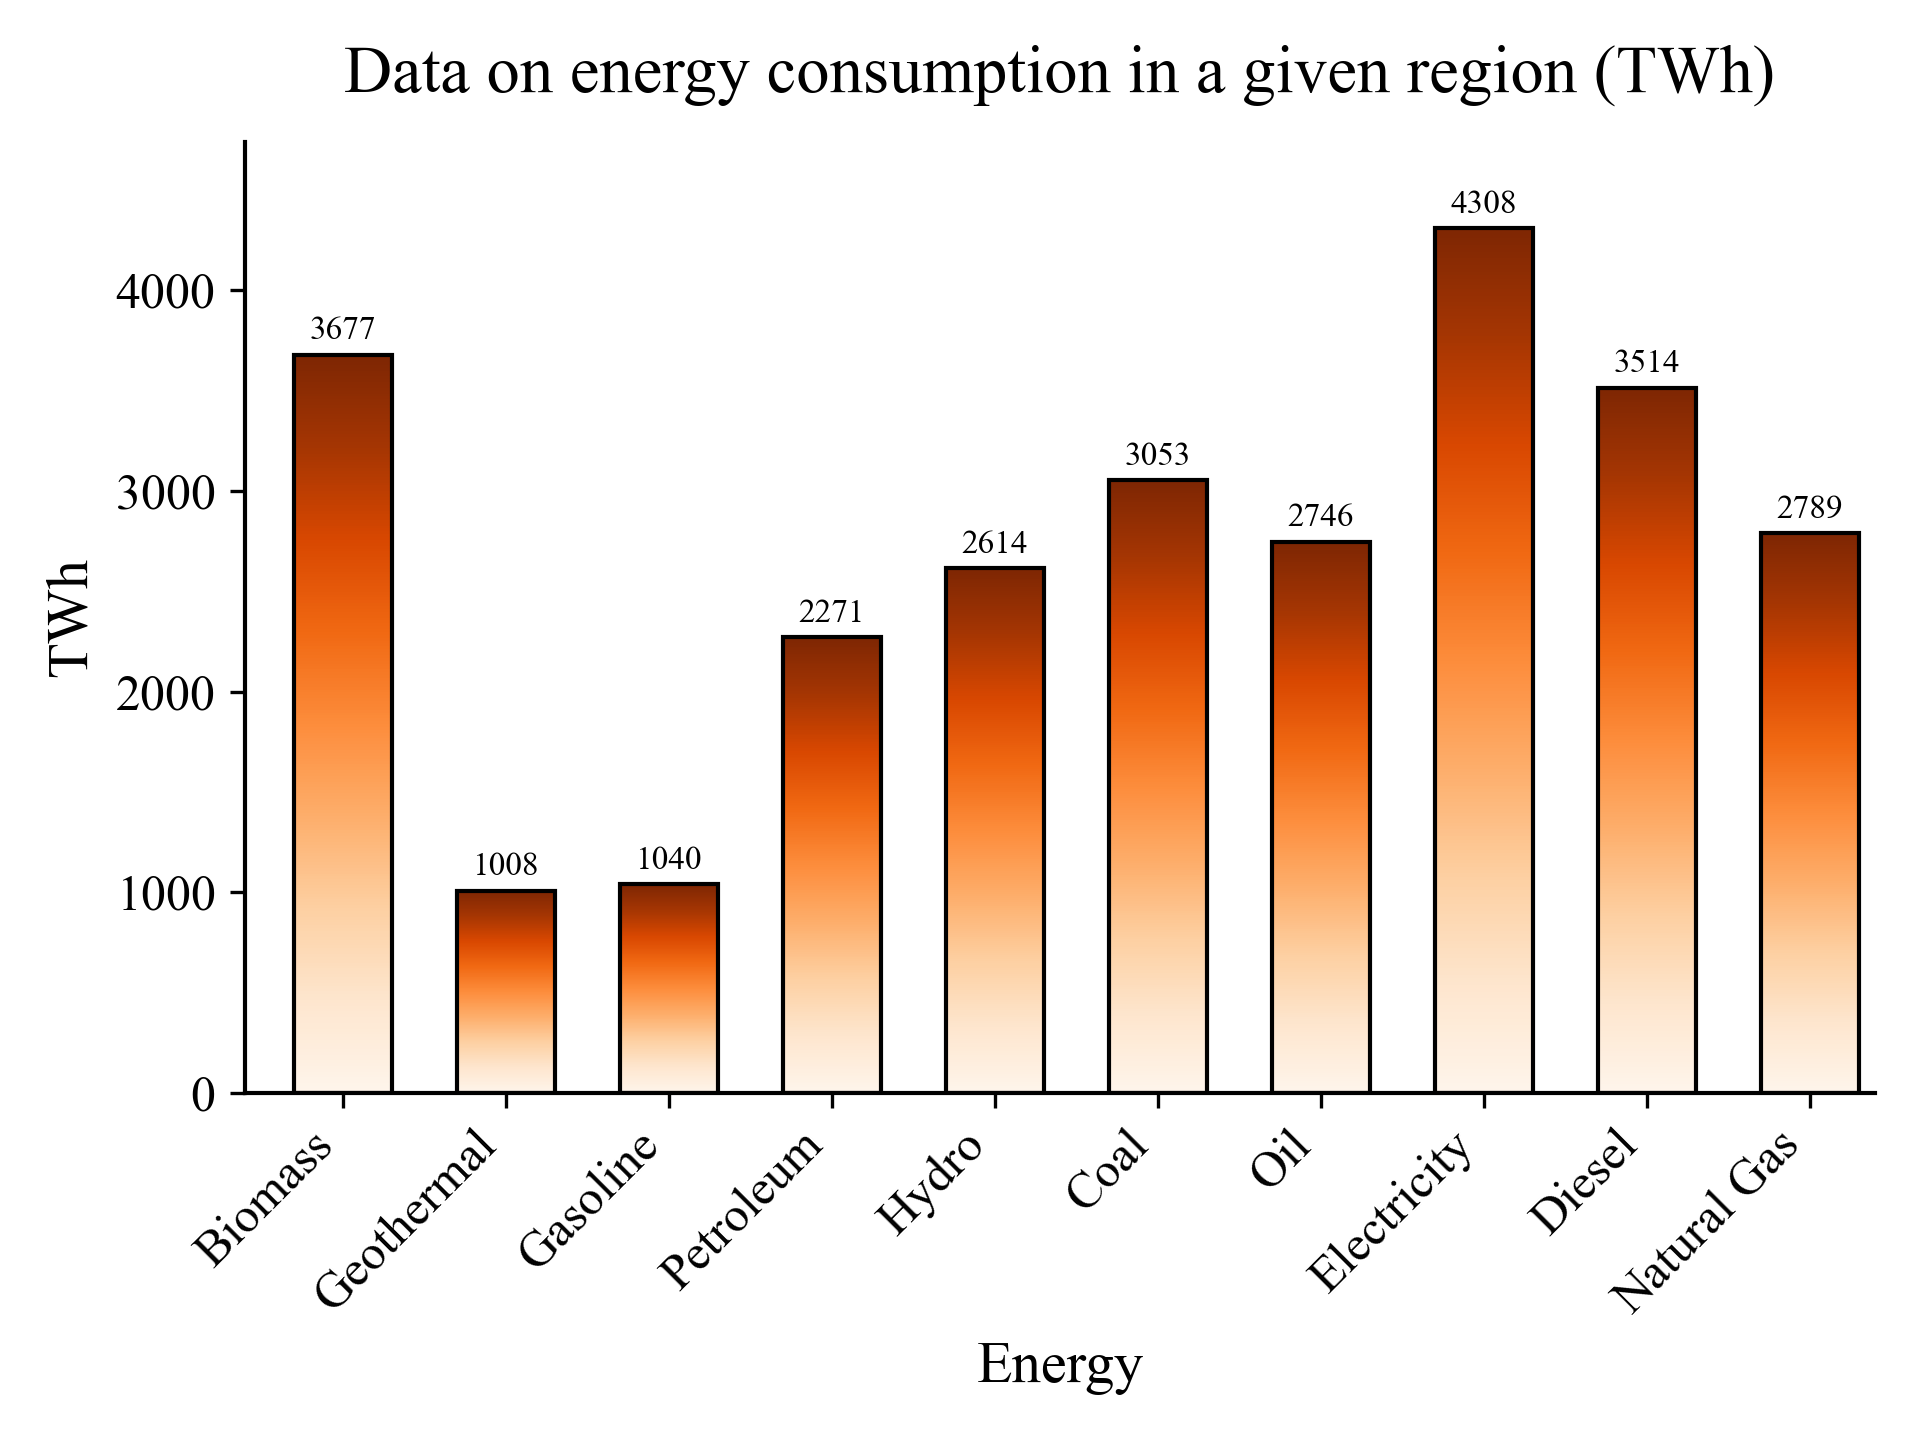 Data on energy consumption in a given region (TWh)
TWh
4000
3000
2000
1000
0
3677
1008
1040
2271
2614
3053
2746
4308
3514
2789
Biomass
Geothermal
Gasoline
Petroleum
Hydro
Coal
Oil
Electricity
Diesel
Natural Gas
Energy